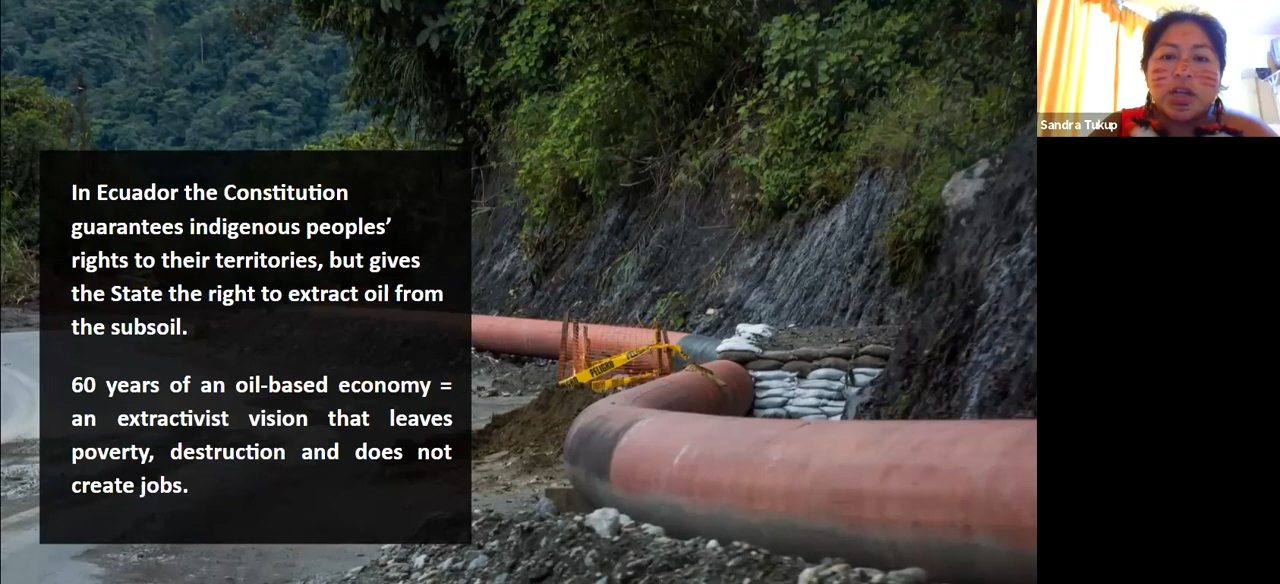 In Ecuador the Constitution
guarantees indigenous peoples'
rights to their territories, but gives
the State the right to extract oil from
the subsoil.
60 years of an oil-based economy =
an extractivist vision that leaves
poverty, destruction and does not
create jobs.
PELIGRO
Sandra Tukup